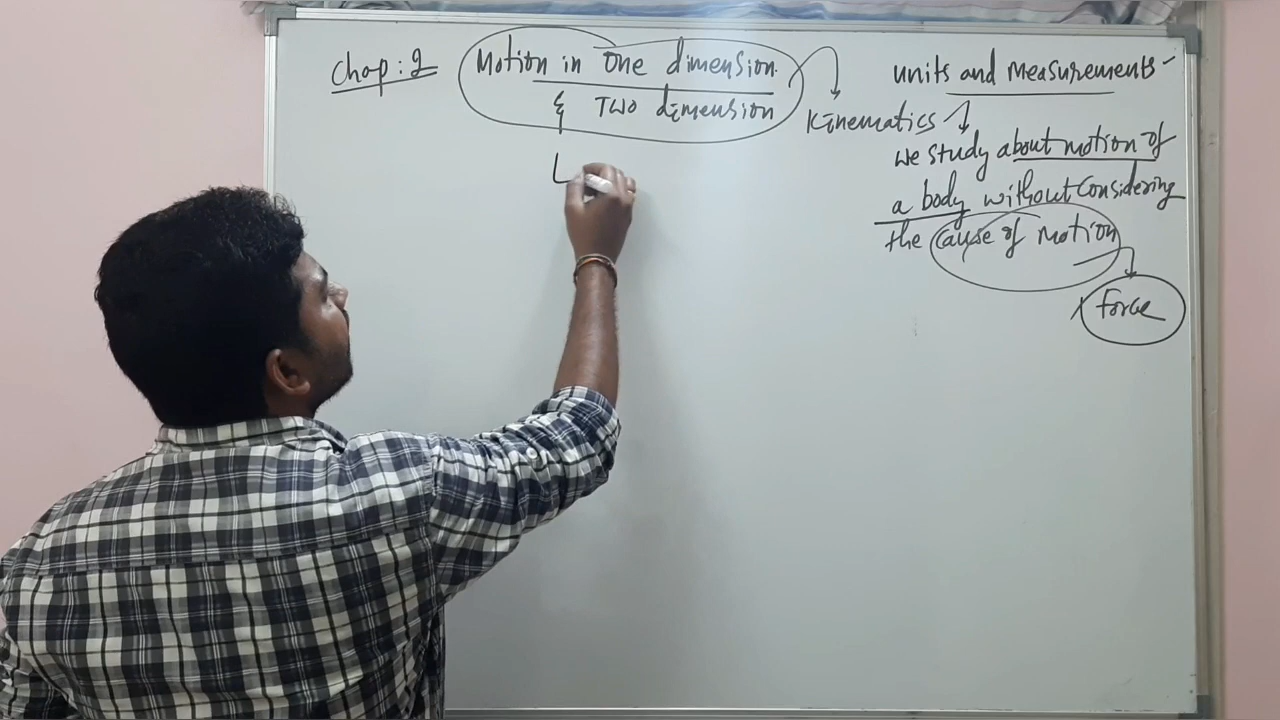 Chap: 2 Motion in One dimension
& Two dimension
L
units and Measurements -
Kinematics
we study about motion of
a body without Considering
the cause of motion
x force